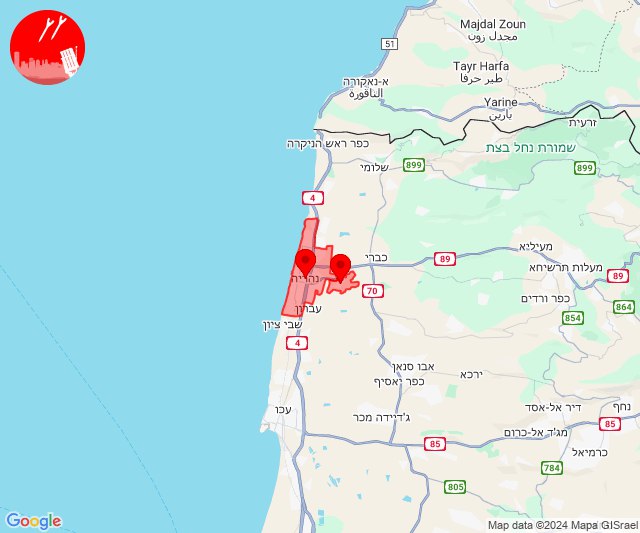 Majdal Zoun
مجدل زون
51
Tayr Harfa
طير حرفا
א-נאקורה
الناقورة
Yarine
يارين
זרעית
כפר ראש הניקרה
שמורת נחל בצת
899
שלומי
899
4
מעיליא
כברי
89
מעלות תרשיחא
89
נהריה
70
כפר ורדים
864
עברון
854
שבי ציון
4
אבו סנאן
ירכא
כפר יאסיף
עכו
דיר אל-אסד
נחף
ג'דיידה מכר
85
מג'ד אל-כרום
85
כרמיאל
784
805
Google
Map data ©2024 Mapa GISrael